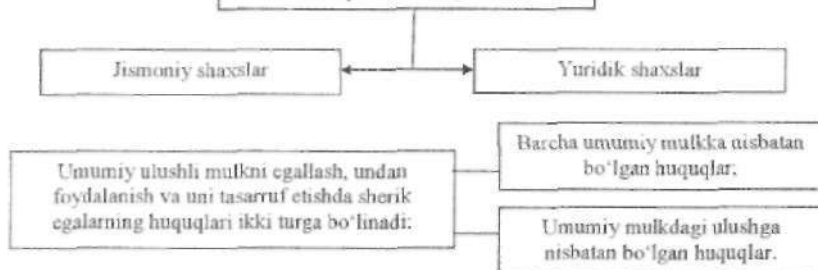 Jismoniy shaxslar
Yuridik shaxslar
Umumiy ulushli mulkni egallash, undan
foydalanish va uni tasarruf etishda sherik
egalarning huquqlari ikki turga bo‘linadi:
Barcha umumiy mulkka nisbatan
bo‘lgan huquqlar;
Umumiy mulkdagi ulushga
nisbatan bo‘lgan huquqlar.